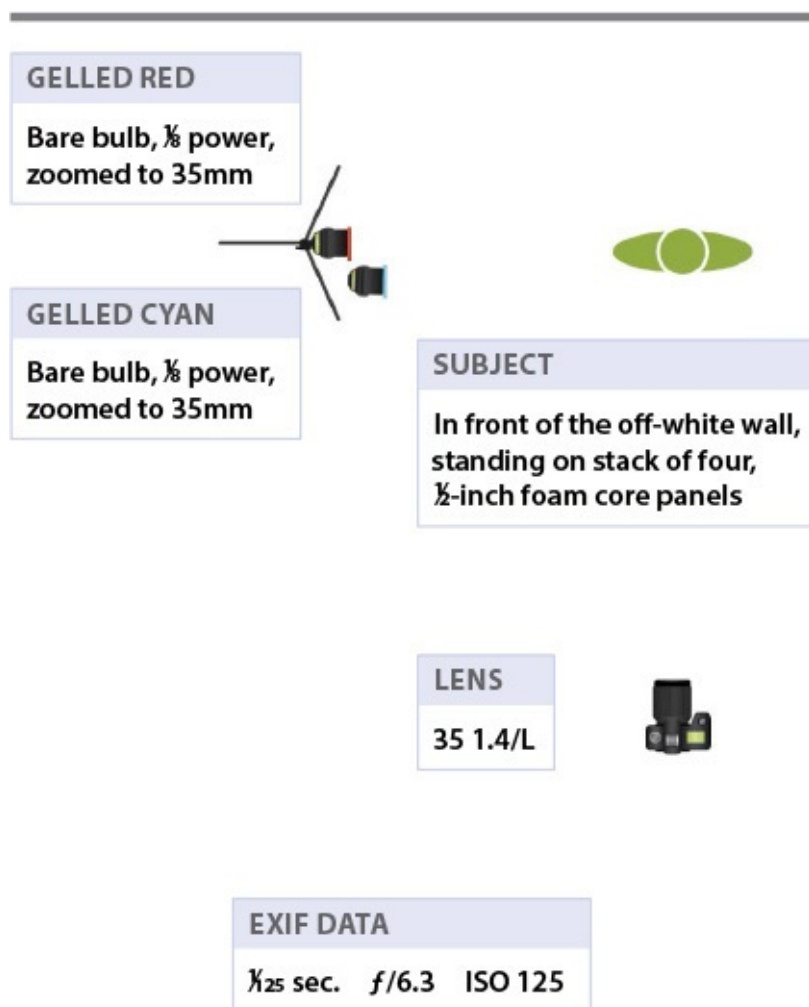 GELLED RED
Bare bulb, ⅛ power,
zoomed to 35mm
GELLED CYAN
Bare bulb, ⅛ power,
zoomed to 35mm
SUBJECT
In front of the off-white wall,
standing on stack of four,
½-inch foam core panels
LENS
35 1.4/L
EXIF DATA
1/125 sec. ƒ/6.3 ISO 125